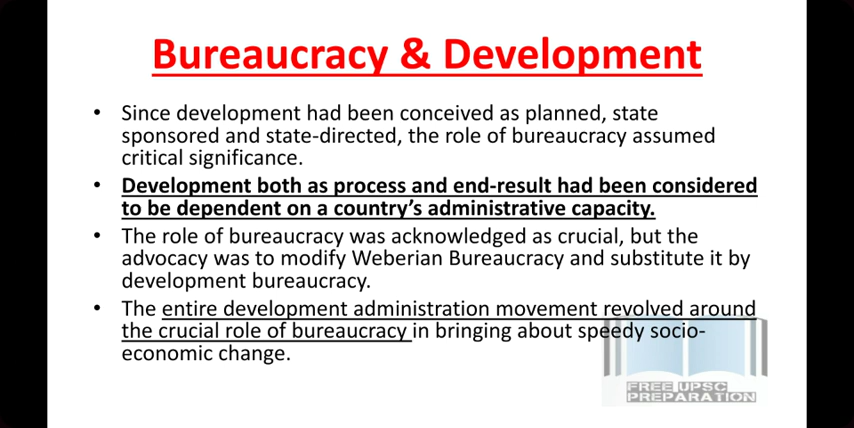 Bureaucracy & Development
• Since development had been conceived as planned, state
sponsored and state-directed, the role of bureaucracy assumed
critical significance.
• Development both as process and end-result had been considered
to be dependent on a country's administrative capacity.
• The role of bureaucracy was acknowledged as crucial, but the
advocacy was to modify Weberian Bureaucracy and substitute it by
development bureaucracy.
• The entire development administration movement revolved around
the crucial role of bureaucracy in bringing about speedy socio-
economic change.
FREE UPSC
PREPARATION